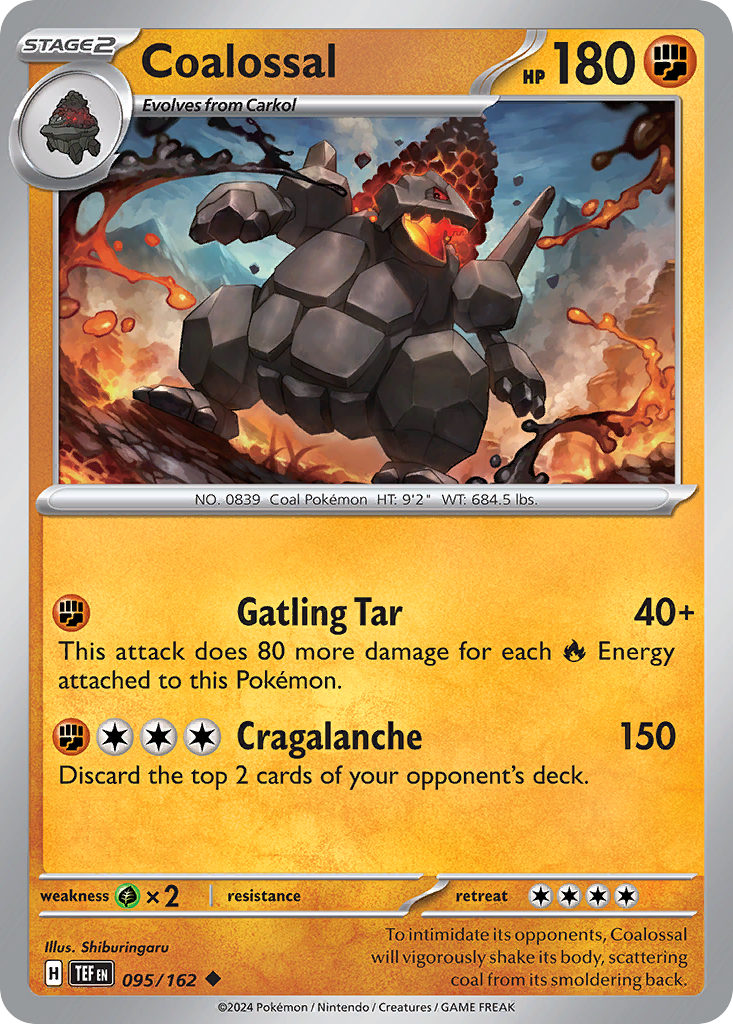 STAGE2
Coalossal
HP 180
Evolves from Carkol
NO. 0839 Coal Pokémon HT: 9'2" WT: 684.5 lbs.
Gatling Tar 40+
This attack does 80 more damage for each Energy
attached to this Pokémon.
Cragalanche 150
Discard the top 2 cards of your opponent's deck.
weakness ×2 resistance retreat
Illus. Shiburingaru
To intimidate its opponents, Coalossal
will vigorously shake its body, scattering
coal from its smoldering back.
H TEF EN 095/162
©2024 Pokémon / Nintendo / Creatures / GAME FREAK